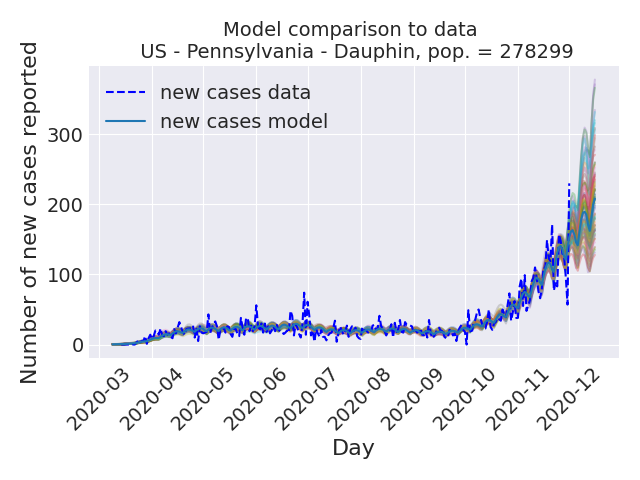 Model comparison to data
US - Pennsylvania - Dauphin, pop. = 278299
Number of new cases reported
new cases data
new cases model
300
200
100
0
2020-03
2020-04
2020-05
2020-06
2020-07
2020-08
2020-09
2020-10
2020-11
2020-12
Day